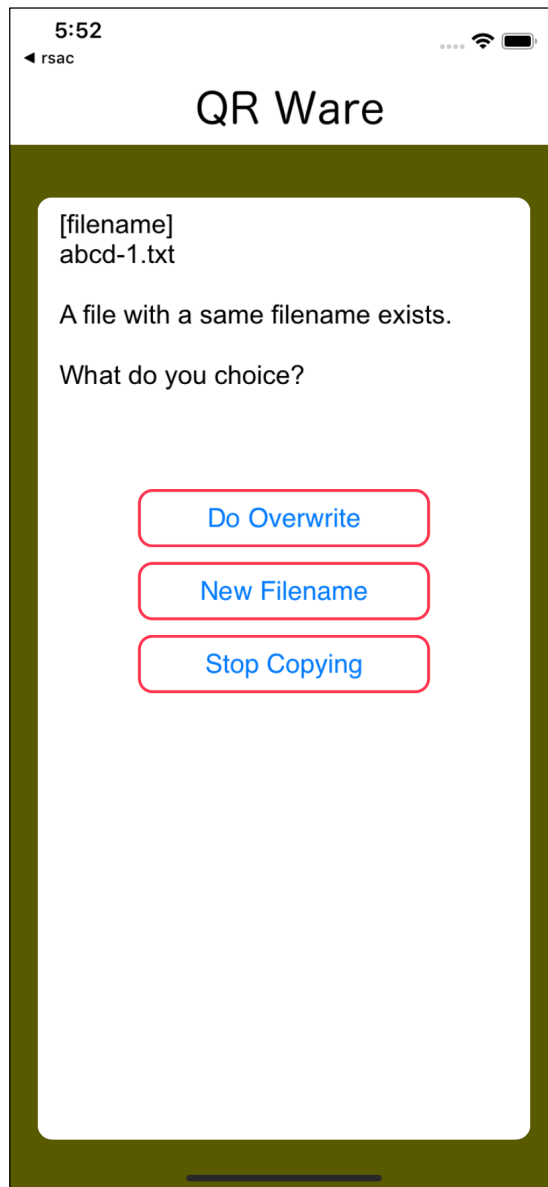 5:52
◀ rsac
QR Ware
[filename]
abcd-1.txt
A file with a same filename exists.
What do you choice?
Do Overwrite
New Filename
Stop Copying